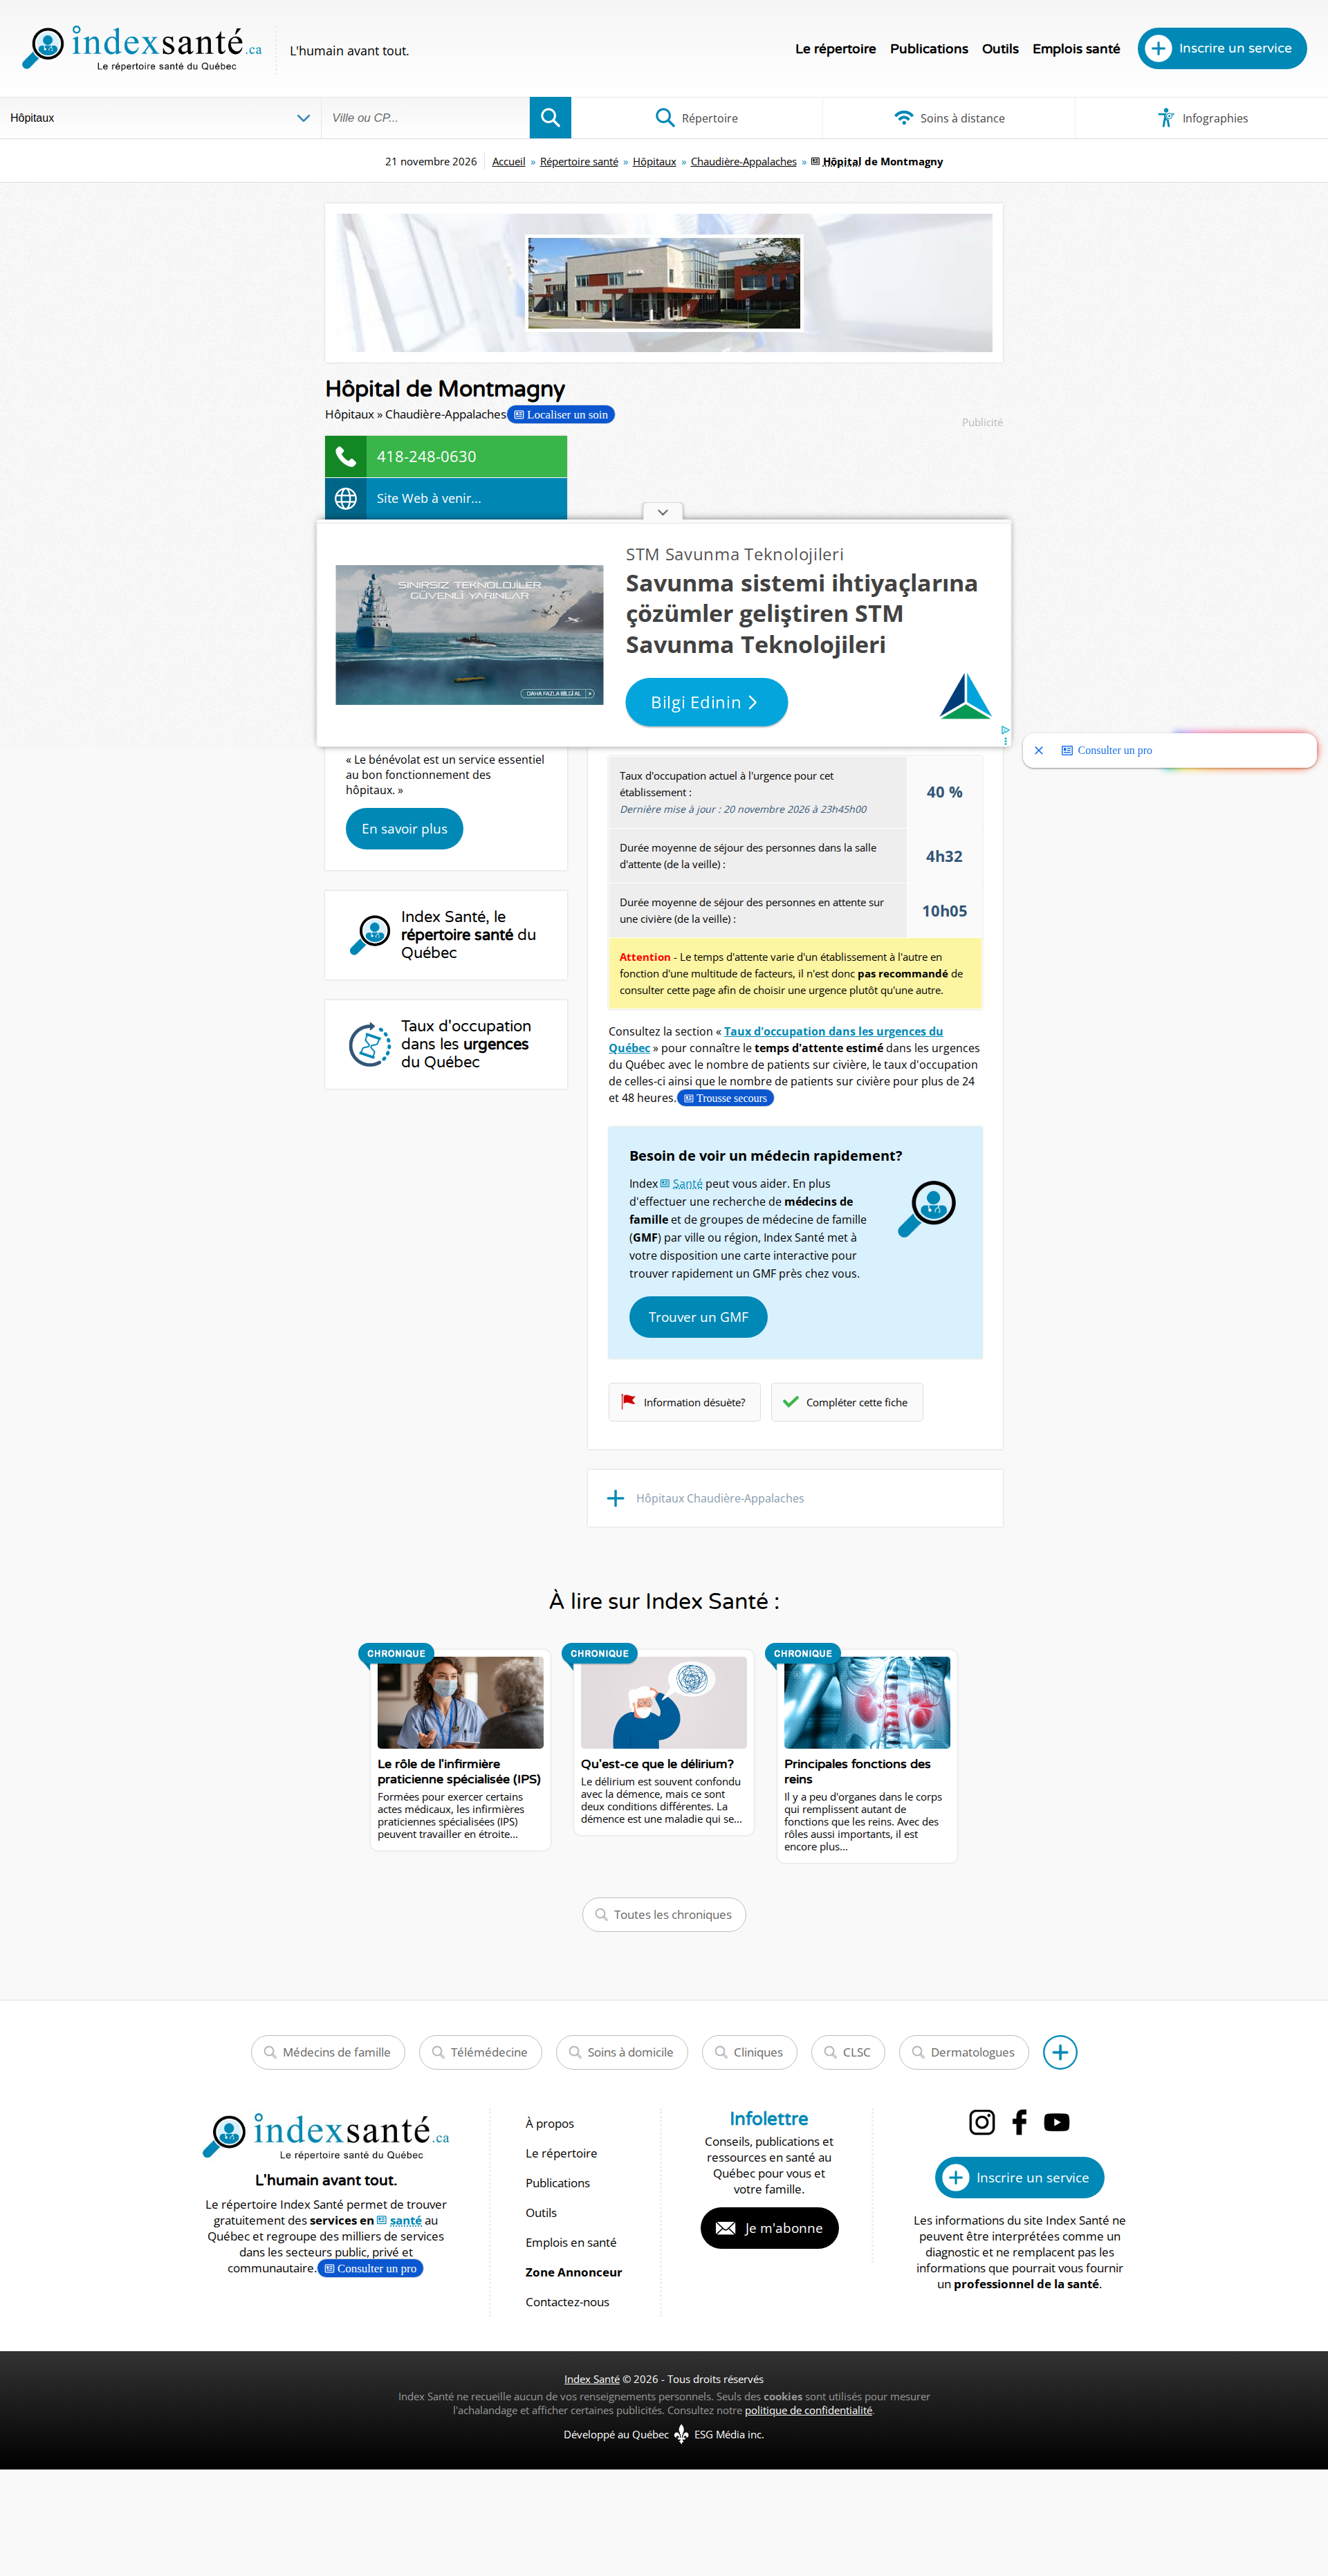 indexsanté.ca
Le répertoire santé du Québec
L'humain avant tout.
Le répertoire
Publications
Outils
Emplois santé
Inscrire un service
Hôpitaux
Ville ou CP...
Répertoire
Soins à distance
Infographies
21 novembre 2026
Accueil » Répertoire santé » Hôpitaux » Chaudière-Appalaches » Hôpital de Montmagny
Hôpital de Montmagny
Hôpitaux » Chaudière-Appalaches Localiser un soin
Publicité
418-248-0630
Site Web à venir...
STM Savunma Teknolojileri
Savunma sistemi ihtiyaçlarına
çözümler geliştiren STM
Savunma Teknolojileri
Bilgi Edinin
SINIRSIZ TEKNOLOJİLER
GÜVENLİ YARINLAR
DAHA FAZLA BİLGİ AL
Consulter un pro
« Le bénévolat est un service essentiel
au bon fonctionnement des
hôpitaux. »
En savoir plus
Index Santé, le
répertoire santé du
Québec
Taux d'occupation
dans les urgences
du Québec
Taux d'occupation actuel à l'urgence pour cet
établissement :
Dernière mise à jour : 20 novembre 2026 à 23h45h00
40 %
Durée moyenne de séjour des personnes dans la salle
d'attente (de la veille) :
4h32
Durée moyenne de séjour des personnes en attente sur
une civière (de la veille) :
10h05
Attention - Le temps d'attente varie d'un établissement à l'autre en
fonction d'une multitude de facteurs, il n'est donc pas recommandé de
consulter cette page afin de choisir une urgence plutôt qu'une autre.
Consultez la section « Taux d'occupation dans les urgences du
Québec » pour connaître le temps d'attente estimé dans les urgences
du Québec avec le nombre de patients sur civière, le taux d'occupation
de celles-ci ainsi que le nombre de patients sur civière pour plus de 24
et 48 heures. Trousse secours
Besoin de voir un médecin rapidement?
Index Santé peut vous aider. En plus
d'effectuer une recherche de médecins de
famille et de groupes de médecine de famille
(GMF) par ville ou région, Index Santé met à
votre disposition une carte interactive pour
trouver rapidement un GMF près chez vous.
Trouver un GMF
Information désuète?
Compléter cette fiche
Hôpitaux Chaudière-Appalaches
À lire sur Index Santé :
CHRONIQUE
Le rôle de l'infirmière
praticienne spécialisée (IPS)
Formées pour exercer certains
actes médicaux, les infirmières
praticiennes spécialisées (IPS)
peuvent travailler en étroite...
CHRONIQUE
Qu'est-ce que le délirium?
Le délirium est souvent confondu
avec la démence, mais ce sont
deux conditions différentes. La
démence est une maladie qui se...
CHRONIQUE
Principales fonctions des
reins
Il y a peu d'organes dans le corps
qui remplissent autant de
fonctions que les reins. Avec des
rôles aussi importants, il est
encore plus...
Toutes les chroniques
Médecins de famille
Télémédecine
Soins à domicile
Cliniques
CLSC
Dermatologues
indexsanté.ca
Le répertoire santé du Québec
L'humain avant tout.
Le répertoire Index Santé permet de trouver
gratuitement des services en santé au
Québec et regroupe des milliers de services
dans les secteurs public, privé et
communautaire. Consulter un pro
À propos
Le répertoire
Publications
Outils
Emplois en santé
Zone Annonceur
Contactez-nous
Infolettre
Conseils, publications et
ressources en santé au
Québec pour vous et
votre famille.
Je m'abonne
Inscrire un service
Les informations du site Index Santé ne
peuvent être interprétées comme un
diagnostic et ne remplacent pas les
informations que pourrait vous fournir
un professionnel de la santé.
Index Santé © 2026 - Tous droits réservés
Index Santé ne recueille aucun de vos renseignements personnels. Seuls des cookies sont utilisés pour mesurer
l'achalandage et afficher certaines publicités. Consultez notre politique de confidentialité.
Développé au Québec ESG Média inc.